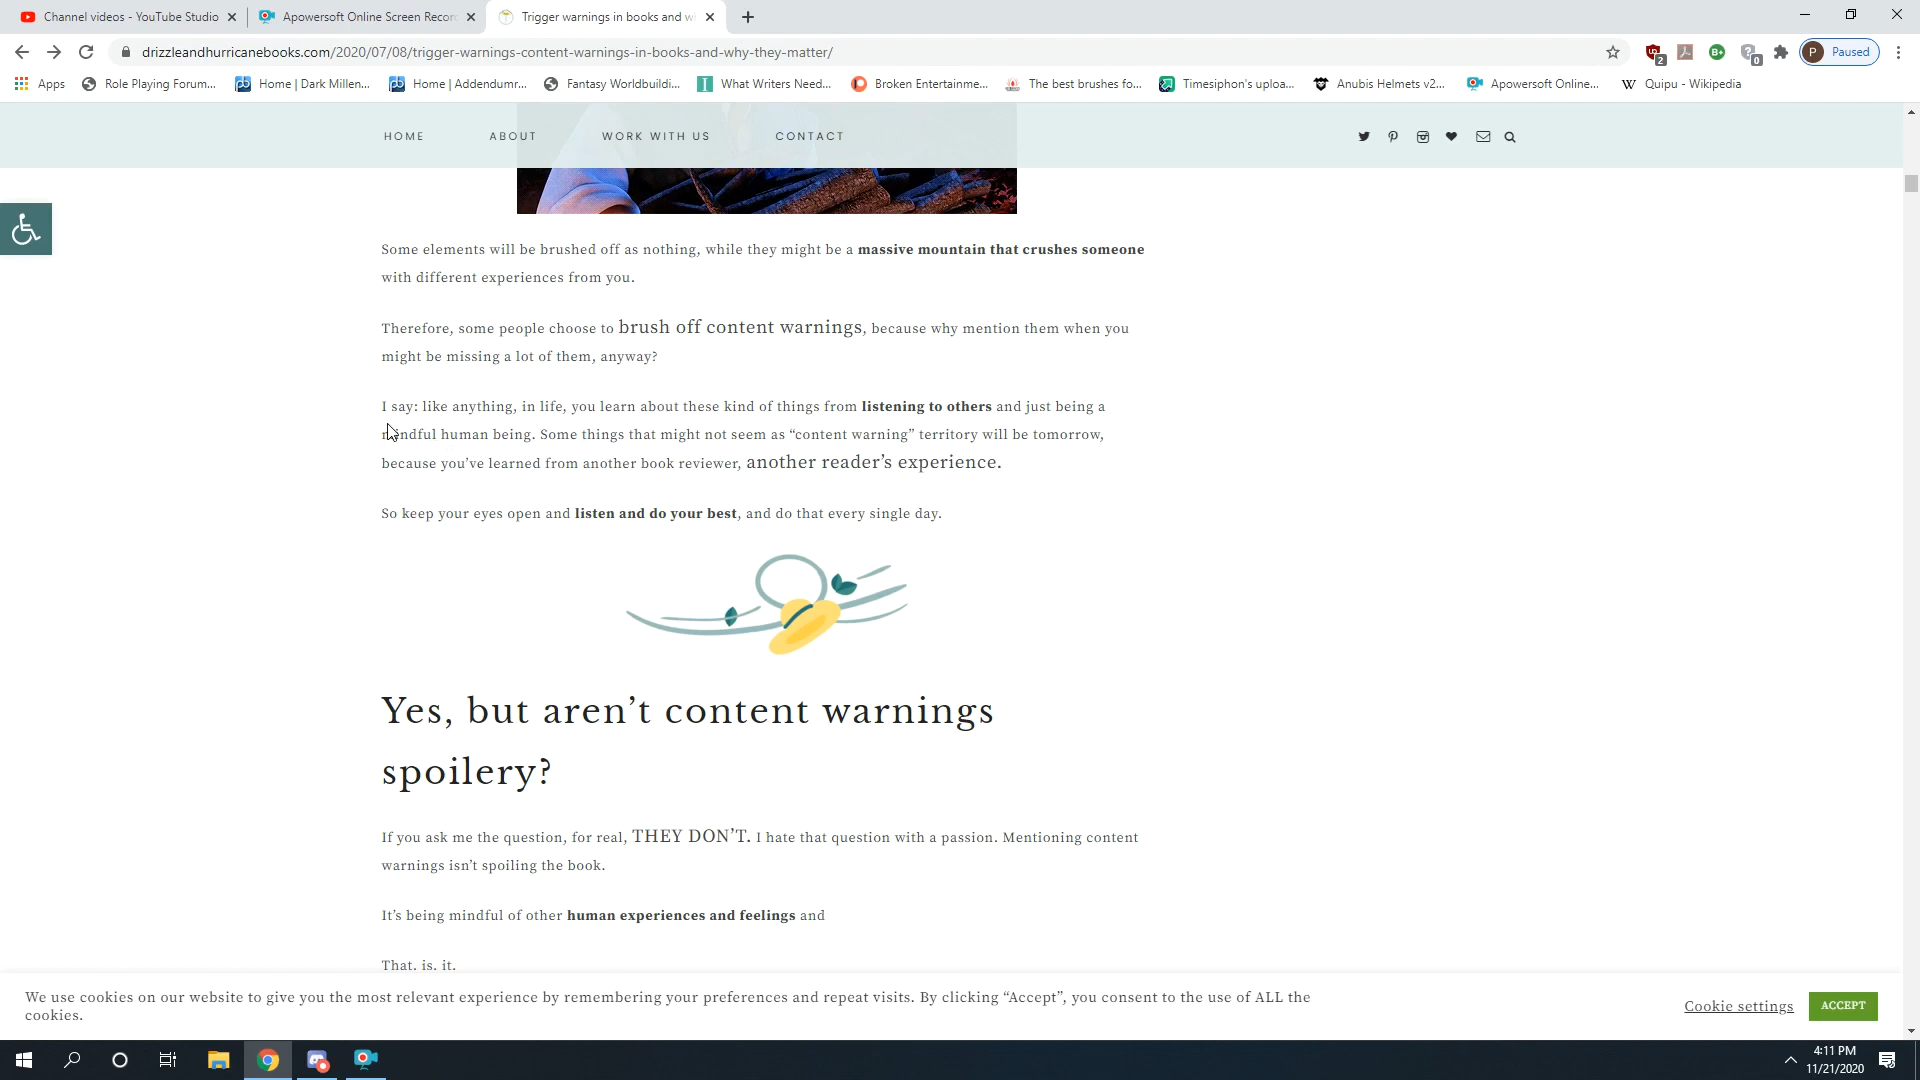 Channel videos - YouTube Studio
Apowersoft Online Screen Recor
Trigger warnings in books and w
drizzleandhurricanebooks.com/2020/07/08/trigger-warnings-content-warnings-in-books-and-why-they-matter/
2
0
P
Paused
Apps
Role Playing Forum...
Home | Dark Millen...
Home | Addendumr...
Fantasy Worldbuildi...
What Writers Need...
Broken Entertainme...
The best brushes fo...
Timesiphon's uploa...
Anubis Helmets v2...
Apowersoft Online...
Quipu - Wikipedia
HOME
ABOUT
WORK WITH US
CONTACT
Some elements will be brushed off as nothing, while they might be a massive mountain that crushes someone
with different experiences from you.
Therefore, some people choose to brush off content warnings, because why mention them when you
might be missing a lot of them, anyway?
I say: like anything, in life, you learn about these kind of things from listening to others and just being a
mindful human being. Some things that might not seem as “content warning” territory will be tomorrow,
because you’ve learned from another book reviewer, another reader’s experience.
So keep your eyes open and listen and do your best, and do that every single day.
Yes, but aren’t content warnings
spoilery?
If you ask me the question, for real, THEY DON’T. I hate that question with a passion. Mentioning content
warnings isn’t spoiling the book.
It’s being mindful of other human experiences and feelings and
That. is. it.
We use cookies on our website to give you the most relevant experience by remembering your preferences and repeat visits. By clicking “Accept”, you consent to the use of ALL the
cookies.
Cookie settings
ACCEPT
4:11 PM
11/21/2020